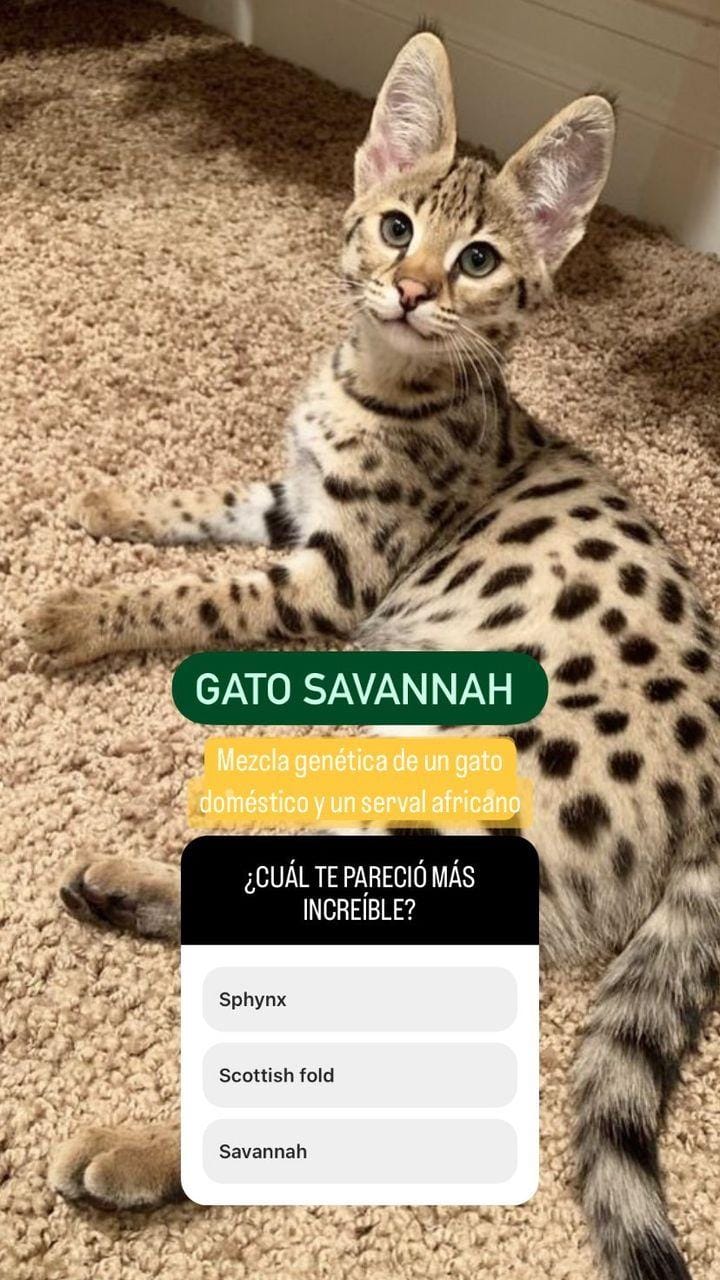 GATO SAVANNAH
Mezcla genética de un gato
doméstico y un serval africano
¿CUÁL TE PARECIÓ MÁS
INCREÍBLE?
Sphynx
Scottish fold
Savannah